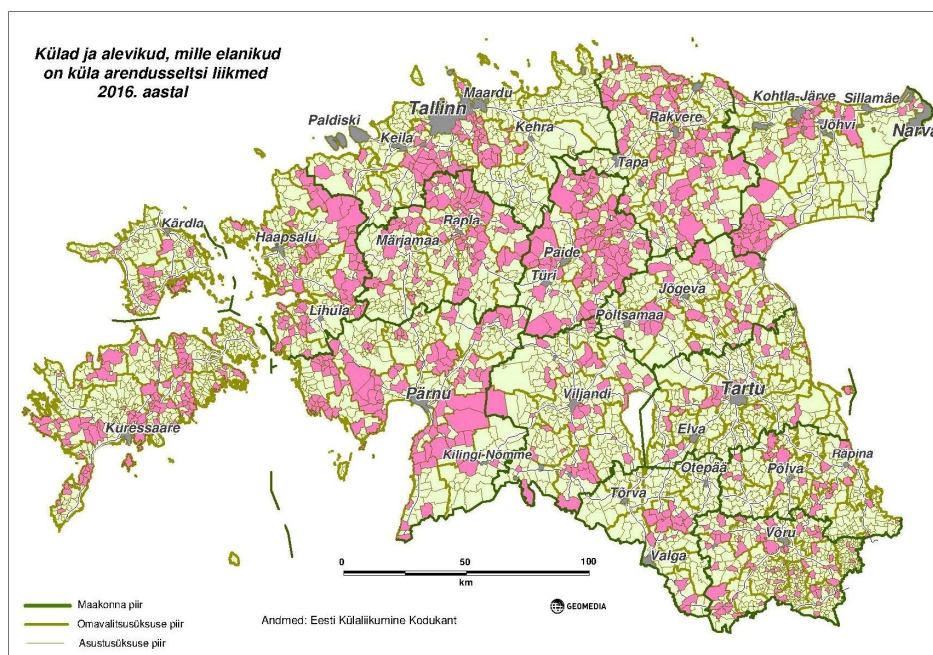 Külad ja alevikud, mille elanikud
on küla arendusseltsi liikmed
2016. aastal
Tallinn
Maardu
Paldiski
Keila
Kehra
Kohtla-Järve
Sillamäe
Narva
Jõhvi
Rakvere
Tapa
Kärdla
Haapsalu
Märjamaa
Rapla
Paide
Türi
Jõgeva
Põltsamaa
Lihula
Pärnu
Viljandi
Tartu
Elva
Kuressaare
Kilingi-Nõmme
Otepää
Põlva
Räpina
Tõrva
Võru
Valga
0 50 100
km
Maakonna piir
Omavalitsusüksuse piir
Asustusüksuse piir
Andmed: Eesti Külaliikumine Kodukant
GEOMEDIA